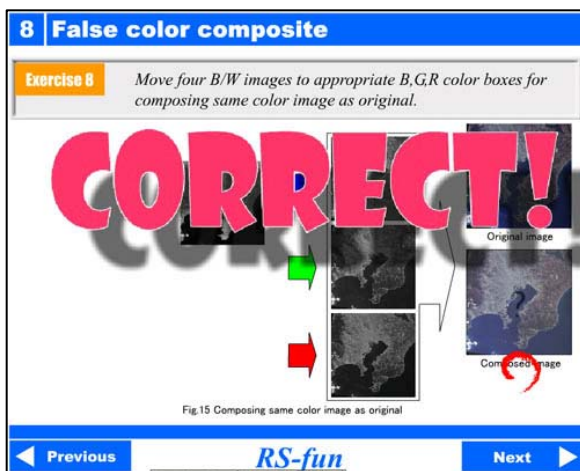 8 False color composite
Exercise 8
Move four B/W images to appropriate B,G,R color boxes for
composing same color image as original.
CORRECT!
Original image
Composed image
Fig.15 Composing same color image as original
Previous
RS-fun
Next